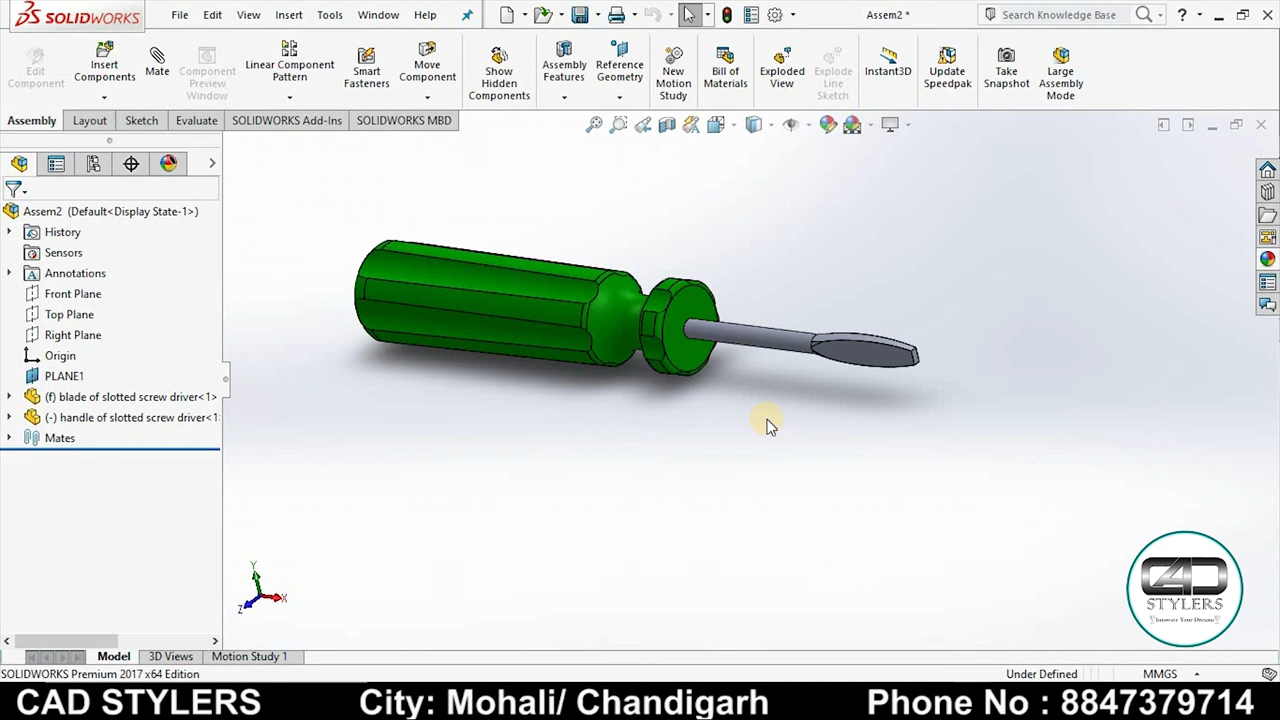 SOLIDWORKS
File Edit View Insert Tools Window Help
Assem2 *
Search Knowledge Base
?
Edit Component
Insert Components
Mate
Component Preview Window
Linear Component Pattern
Smart Fasteners
Move Component
Show Hidden Components
Assembly Features
Reference Geometry
New Motion Study
Bill of Materials
Exploded View
Explode Line Sketch
Instant3D
Update Speedpak
Take Snapshot
Large Assembly Mode
Assembly Layout Sketch Evaluate SOLIDWORKS Add-Ins SOLIDWORKS MBD
Assem2 (Default<Display State-1>)
History
Sensors
Annotations
Front Plane
Top Plane
Right Plane
Origin
PLANE1
(f) blade of slotted screw driver<1>
(-) handle of slotted screw driver<1
Mates
Y
Z
X
CAD
STYLERS
Innovate Your Dreams
Model 3D Views Motion Study 1
SOLIDWORKS Premium 2017 x64 Edition
Under Defined
MMGS
CAD STYLERS City: Mohali/ Chandigarh Phone No : 8847379714